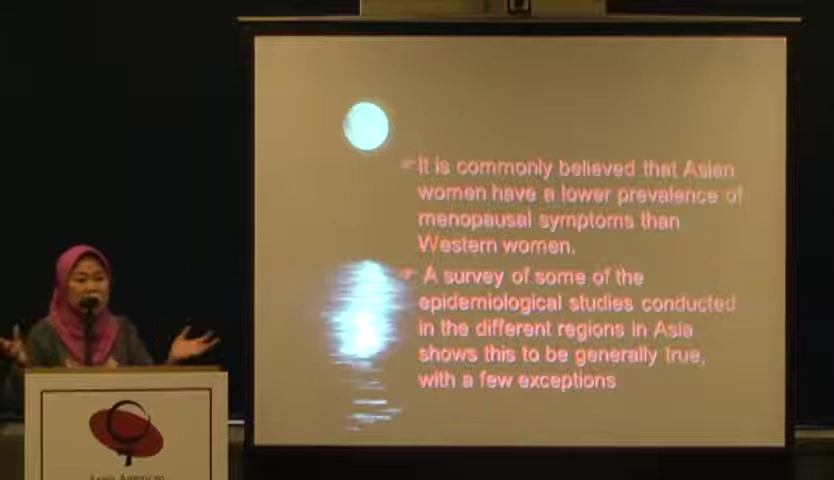 It is commonly believed that Asian
women have a lower prevalence of
menopausal symptoms than
Western women.
A survey of some of the
epidemiological studies conducted
in the different regions in Asia
shows this to be generally true,
with a few exceptions
Asian American